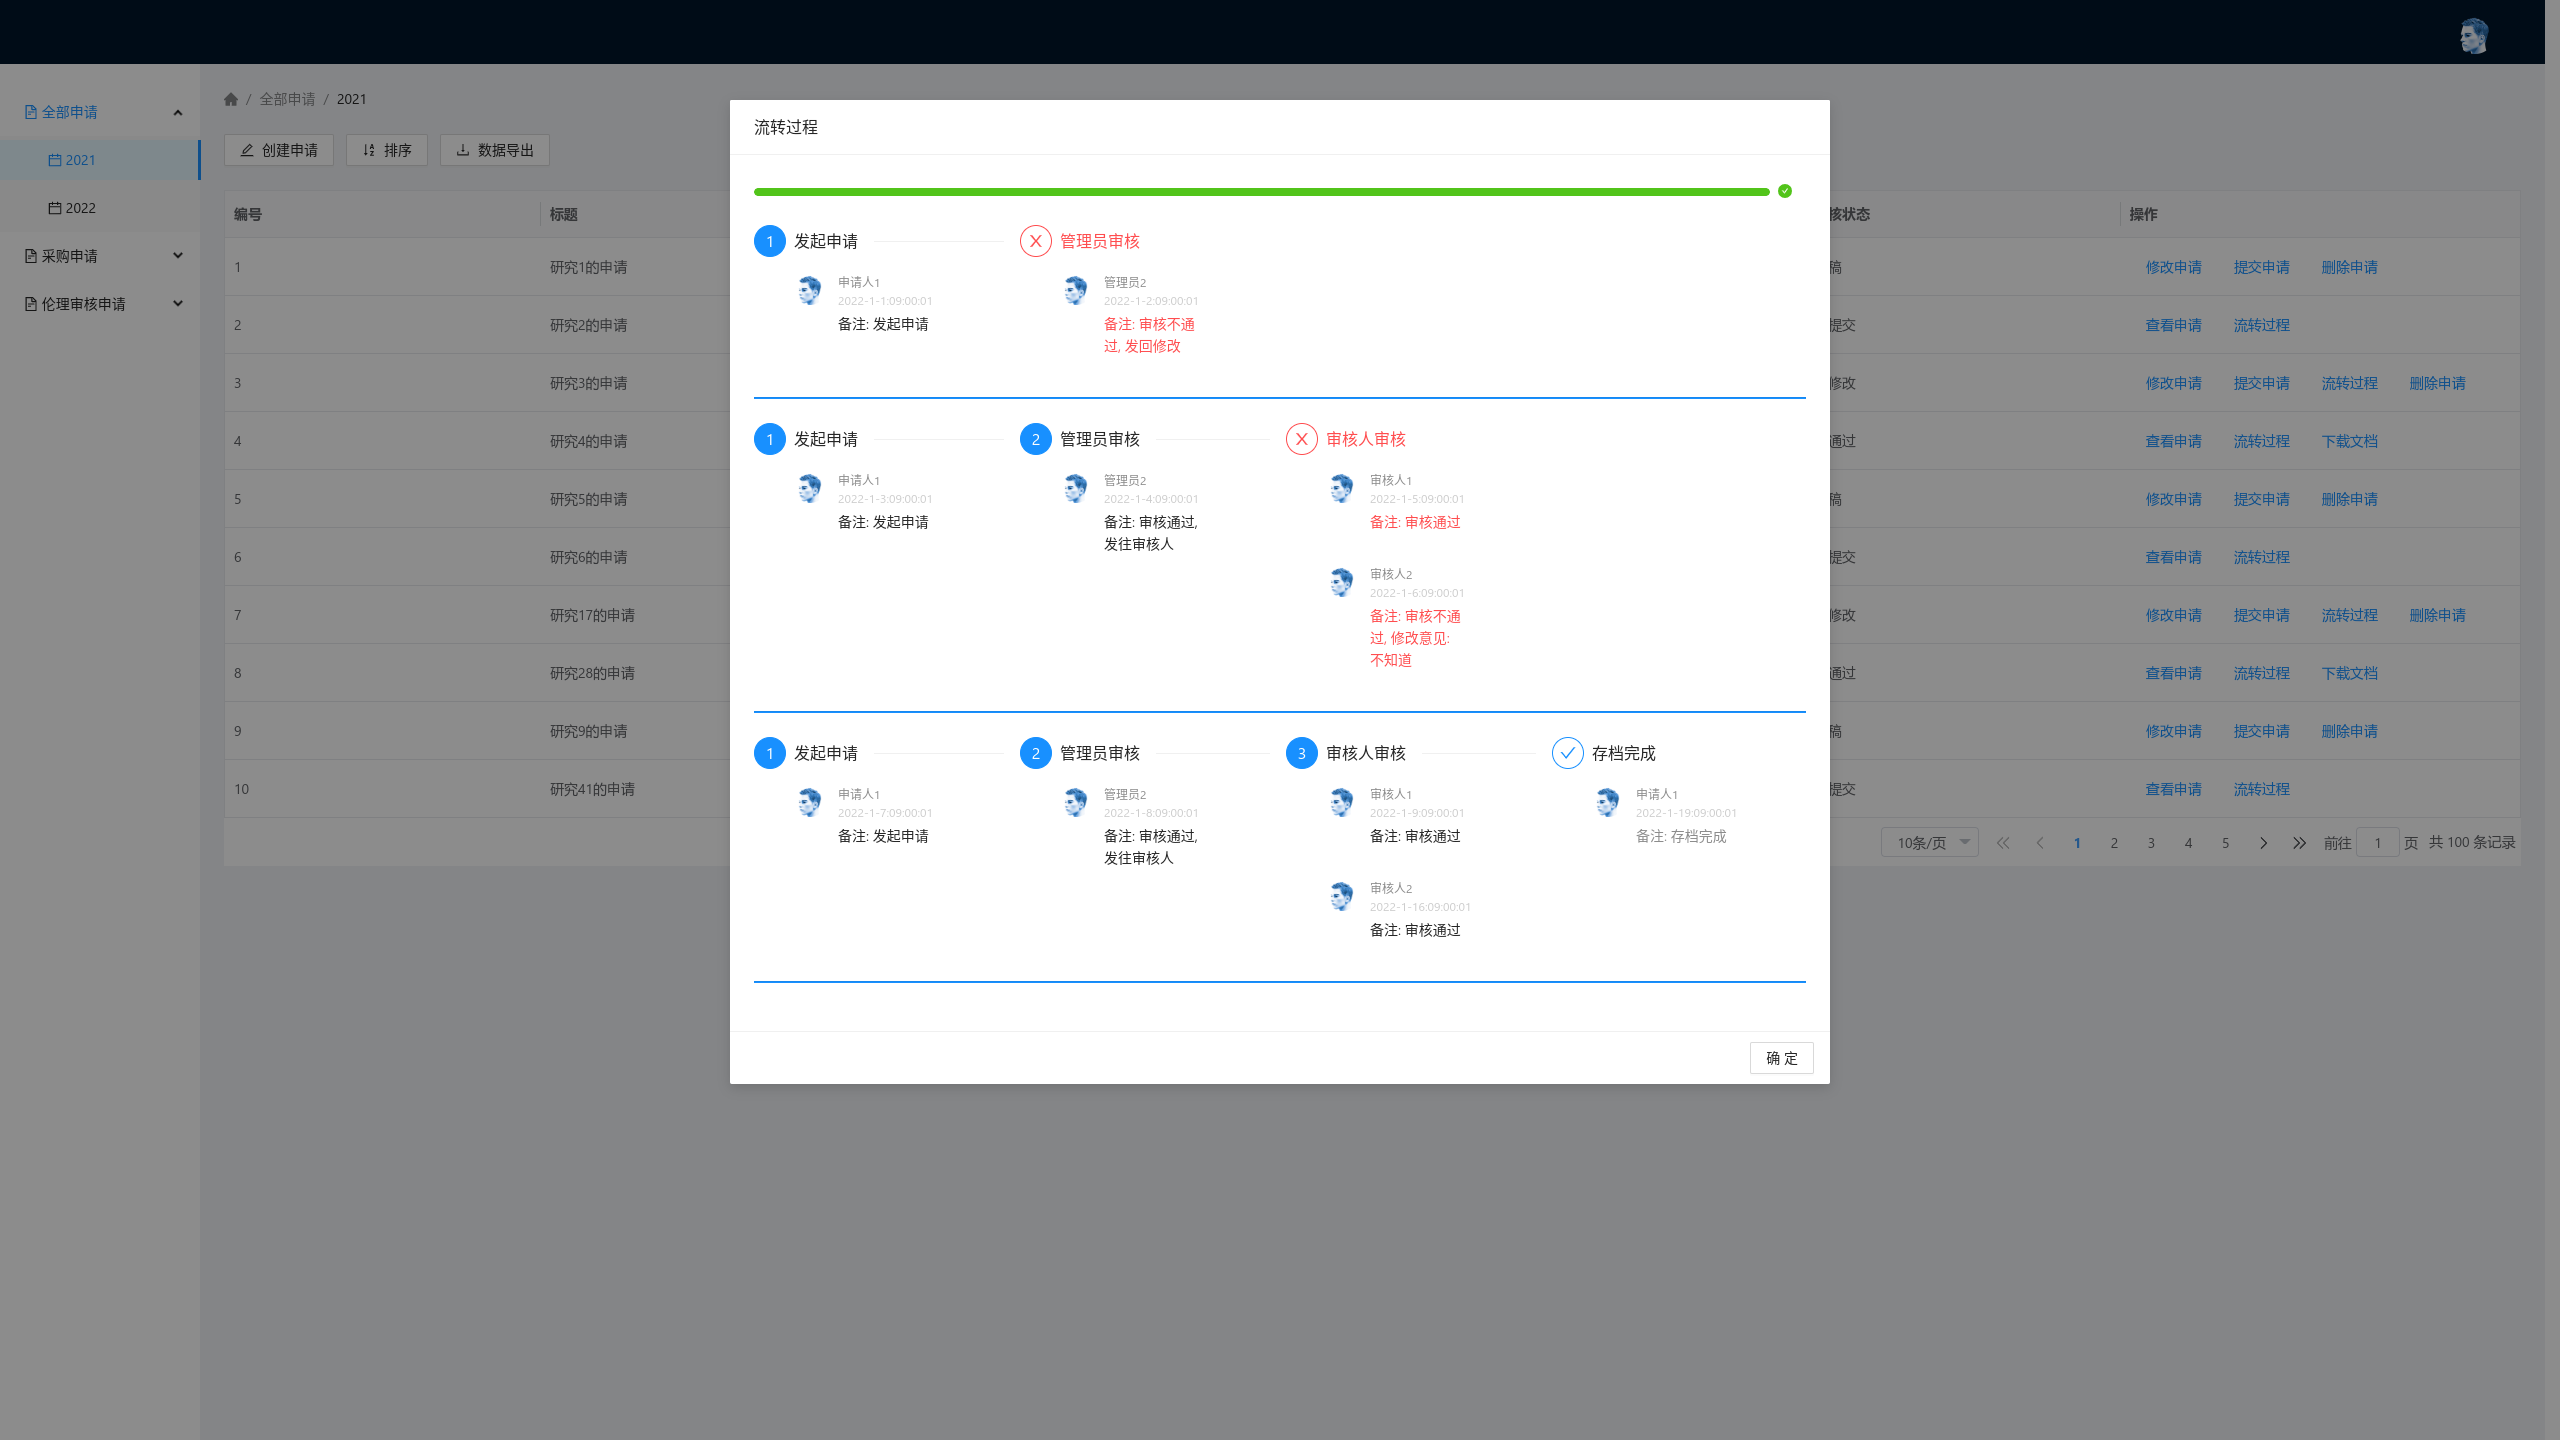 全部申请
2021
2022
采购申请
伦理审核申请
/ 全部申请 / 2021
创建申请 排序 数据导出
编号 标题 核状态 操作
1 研究1的申请 稿 修改申请 提交申请 删除申请
2 研究2的申请 提交 查看申请 流转过程
3 研究3的申请 修改 修改申请 提交申请 流转过程 删除申请
4 研究4的申请 通过 查看申请 流转过程 下载文档
5 研究5的申请 稿 修改申请 提交申请 删除申请
6 研究6的申请 提交 查看申请 流转过程
7 研究17的申请 修改 修改申请 提交申请 流转过程 删除申请
8 研究28的申请 通过 查看申请 流转过程 下载文档
9 研究9的申请 稿 修改申请 提交申请 删除申请
10 研究41的申请 提交 查看申请 流转过程
10条/页 1 2 3 4 5 前往 1 页 共 100 条记录
流转过程
1 发起申请
申请人1
2022-1-1:09:00:01
备注: 发起申请
管理员审核
管理员2
2022-1-2:09:00:01
备注: 审核不通
过, 发回修改
1 发起申请
申请人1
2022-1-3:09:00:01
备注: 发起申请
2 管理员审核
管理员2
2022-1-4:09:00:01
备注: 审核通过,
发往审核人
审核人审核
审核人1
2022-1-5:09:00:01
备注: 审核通过
审核人2
2022-1-6:09:00:01
备注: 审核不通
过, 修改意见:
不知道
1 发起申请
申请人1
2022-1-7:09:00:01
备注: 发起申请
2 管理员审核
管理员2
2022-1-8:09:00:01
备注: 审核通过,
发往审核人
3 审核人审核
审核人1
2022-1-9:09:00:01
备注: 审核通过
审核人2
2022-1-16:09:00:01
备注: 审核通过
存档完成
申请人1
2022-1-19:09:00:01
备注: 存档完成
确 定